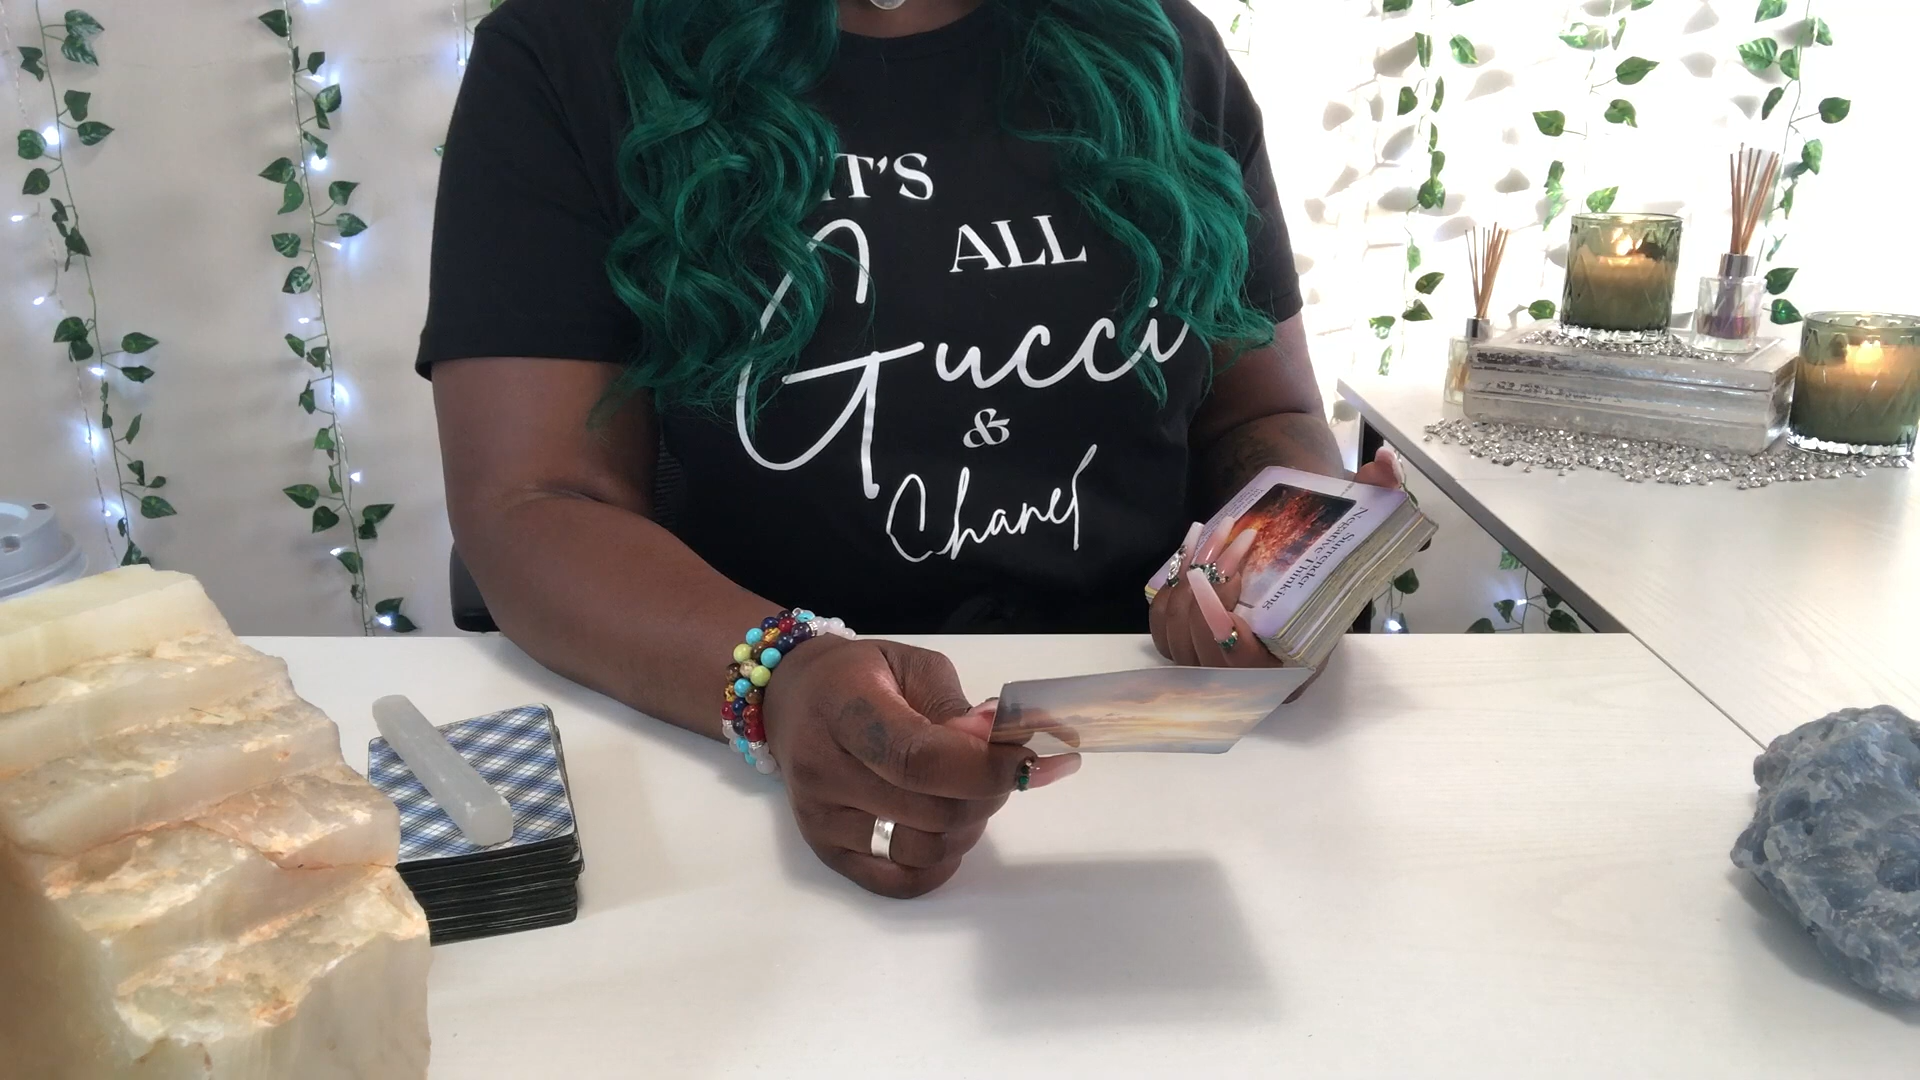 IT'S
ALL
Gucci
&
Chanel
Surrender
Negative Thinking